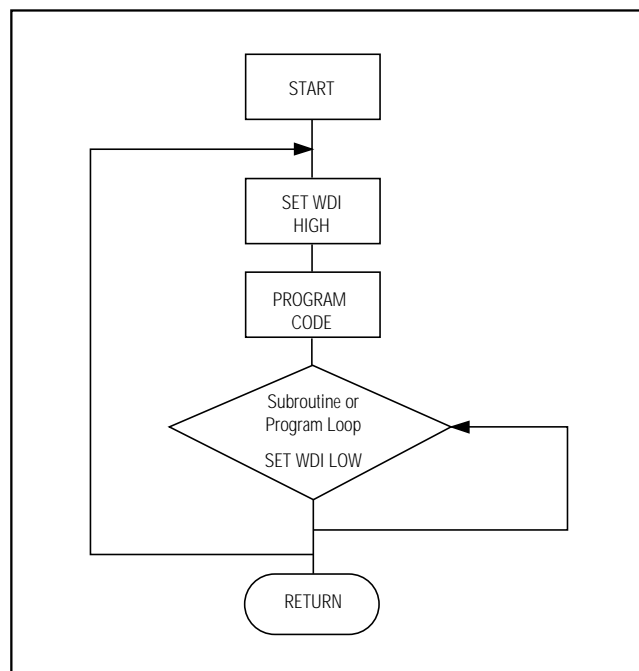 START
SET WDI
HIGH
PROGRAM
CODE
Subroutine or
Program Loop
SET WDI LOW
RETURN